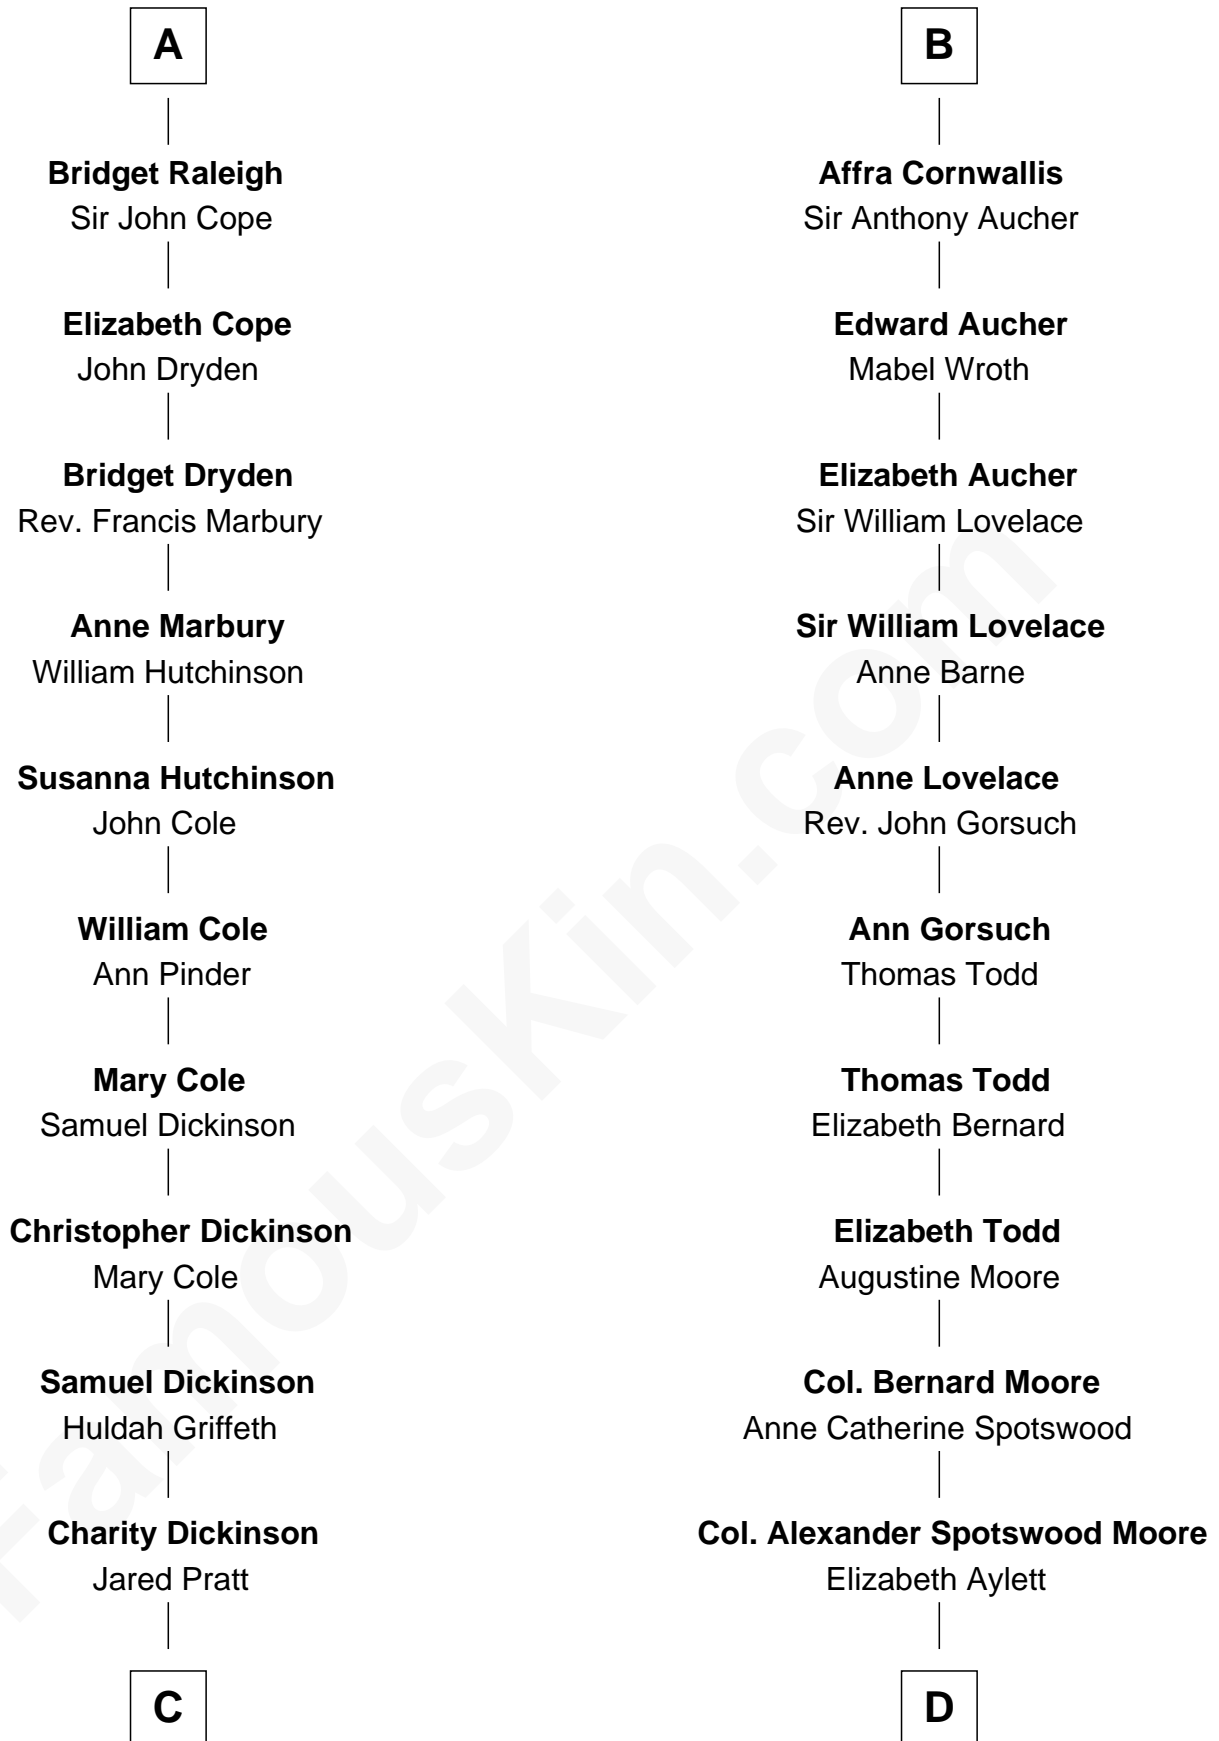 A
Bridget Raleigh
Sir John Cope
Elizabeth Cope
John Dryden
Bridget Dryden
Rev. Francis Marbury
Anne Marbury
William Hutchinson
Susanna Hutchinson
John Cole
William Cole
Ann Pinder
Mary Cole
Samuel Dickinson
Christopher Dickinson
Mary Cole
Samuel Dickinson
Huldah Griffeth
Charity Dickinson
Jared Pratt
C
B
Affra Cornwallis
Sir Anthony Aucher
Edward Aucher
Mabel Wroth
Elizabeth Aucher
Sir William Lovelace
Sir William Lovelace
Anne Barne
Anne Lovelace
Rev. John Gorsuch
Ann Gorsuch
Thomas Todd
Thomas Todd
Elizabeth Bernard
Elizabeth Todd
Augustine Moore
Col. Bernard Moore
Anne Catherine Spotswood
Col. Alexander Spotswood Moore
Elizabeth Aylett
D
FamousKin.com